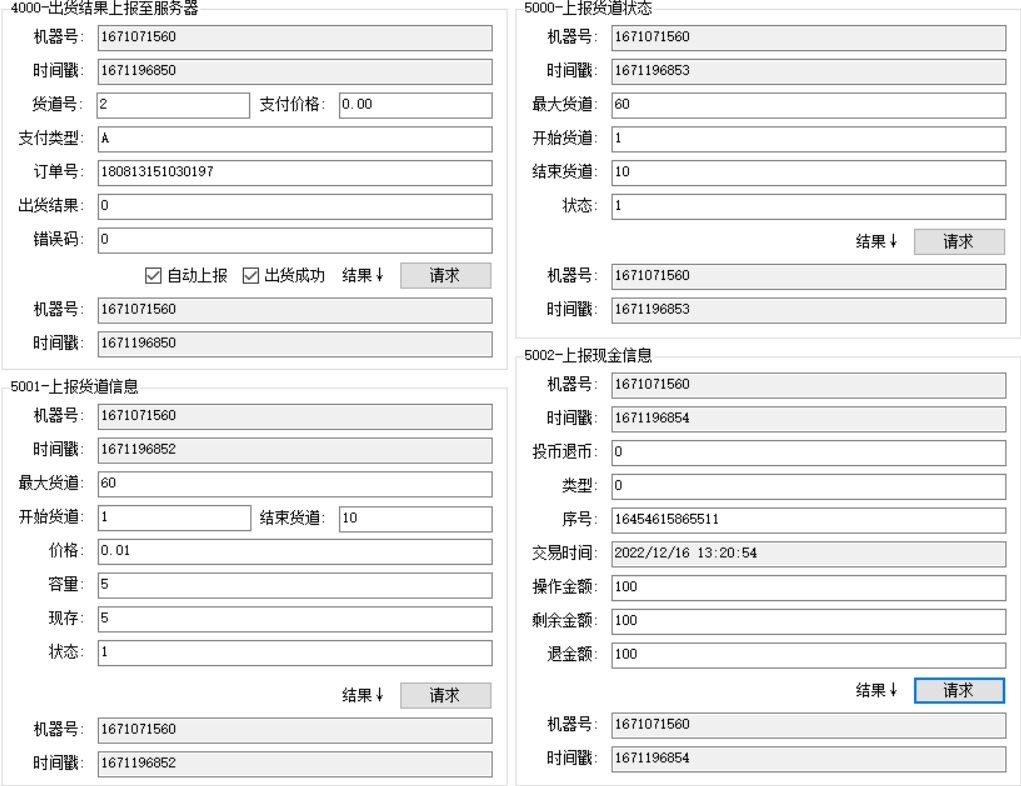 4000-出货结果上报至服务器
机器号: 1671071560
时间戳: 1671196850
货道号: 2 支付价格: 0.00
支付类型: A
订单号: 180813151030197
出货结果: 0
错误码: 0
自动上报 出货成功 结果↓ 请求
机器号: 1671071560
时间戳: 1671196850
5001-上报货道信息
机器号: 1671071560
时间戳: 1671196852
最大货道: 60
开始货道: 1 结束货道: 10
价格: 0.01
容量: 5
现存: 5
状态: 1
结果↓ 请求
机器号: 1671071560
时间戳: 1671196852
5000-上报货道状态
机器号: 1671071560
时间戳: 1671196853
最大货道: 60
开始货道: 1
结束货道: 10
状态: 1
结果↓ 请求
机器号: 1671071560
时间戳: 1671196853
5002-上报现金信息
机器号: 1671071560
时间戳: 1671196854
投币退币: 0
类型: 0
序号: 16454615865511
交易时间: 2022/12/16 13:20:54
操作金额: 100
剩余金额: 100
退金额: 100
结果↓ 请求
机器号: 1671071560
时间戳: 1671196854